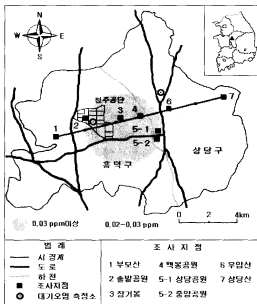 N
W E
S
청주공단
1
2
3
4
5-1
5-2
6
7
흥덕구
상당구
0.03 ppm이상
0.02-0.03 ppm
0 2 4km
범 례
시경계
도로
하천
조사지점
대기오염 측정소
조 사 지 점
1 부모산 4 백봉공원 6 우암산
2 솔밭공원 5-1 상당공원 7 상당산
3 장기봉 5-2 중앙공원